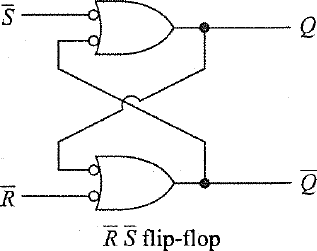 S̅
Q
R̅
Q̅
R̅ S̅ flip-flop